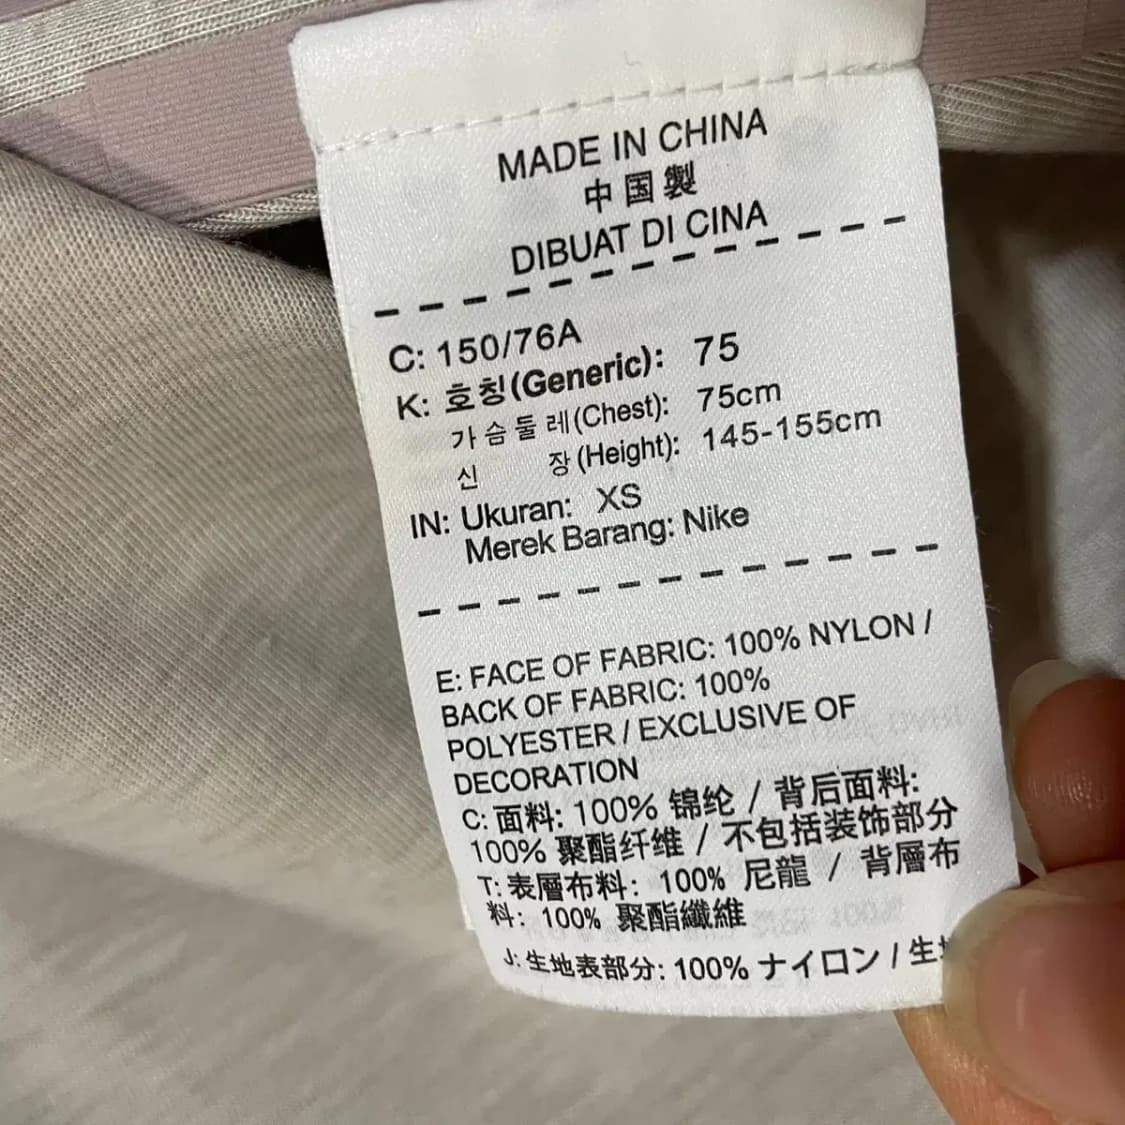 MADE IN CHINA
中国製
DIBUAT DI CINA
C: 150/76A
K: 호칭(Generic): 75
가슴둘레(Chest): 75cm
신 장(Height): 145-155cm
IN: Ukuran: XS
Merek Barang: Nike
E: FACE OF FABRIC: 100% NYLON /
BACK OF FABRIC: 100%
POLYESTER / EXCLUSIVE OF
DECORATION
C: 面料: 100% 锦纶 / 背后面料:
100% 聚酯纤维 / 不包括装饰部分
T: 表層布料: 100% 尼龍 / 背層布
料: 100% 聚酯纖維
J: 生地表部分: 100% ナイロン / 生